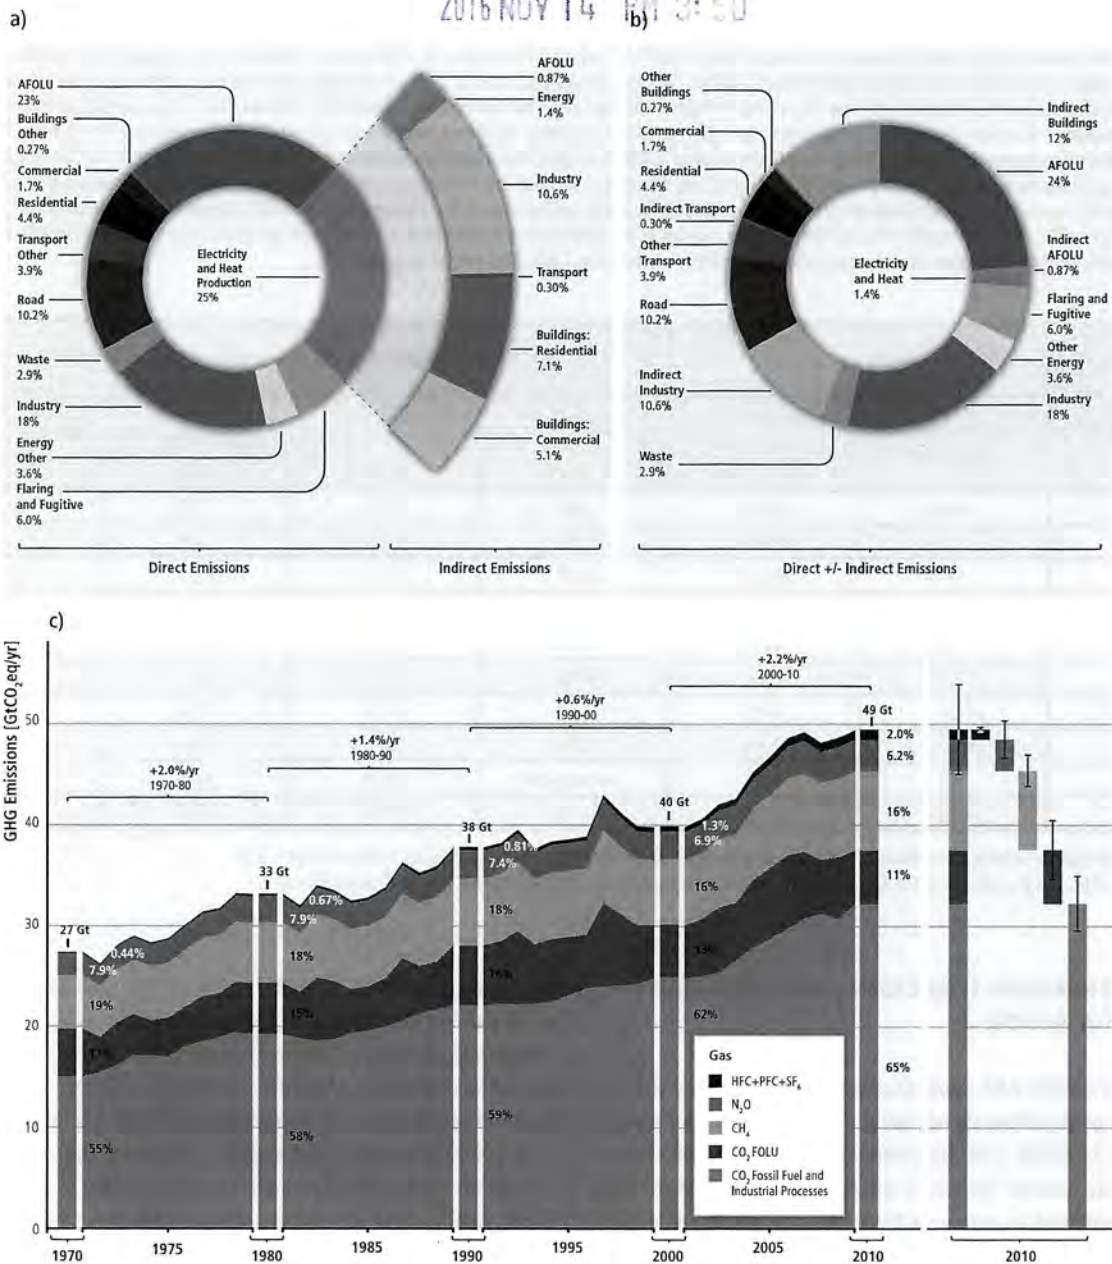 2016 NOV 14 PM 3:50
a)
AFOLU
23%
Buildings
Other
0.27%
Commercial
1.7%
Residential
4.4%
Transport
Other
3.9%
Road
10.2%
Waste
2.9%
Industry
18%
Energy
Other
3.6%
Flaring
and Fugitive
6.0%
Electricity
and Heat
Production
25%
AFOLU
0.87%
Energy
1.4%
Industry
10.6%
Transport
0.30%
Buildings:
Residential
7.1%
Buildings:
Commercial
5.1%
Direct Emissions
Indirect Emissions
b)
Other
Buildings
0.27%
Commercial
1.7%
Residential
4.4%
Indirect Transport
0.30%
Other
Transport
3.9%
Road
10.2%
Indirect
Industry
10.6%
Waste
2.9%
Electricity
and Heat
1.4%
Indirect
Buildings
12%
AFOLU
24%
Indirect
AFOLU
0.87%
Flaring and
Fugitive
6.0%
Other
Energy
3.6%
Industry
18%
Direct +/- Indirect Emissions
c)
GHG Emissions [GtCO₂eq/yr]
50
40
30
20
10
0
+2.0%/yr
1970-80
+1.4%/yr
1980-90
+0.6%/yr
1990-00
+2.2%/yr
2000-10
27 Gt
0.44%
7.9%
19%
17%
55%
33 Gt
0.67%
7.9%
18%
15%
58%
38 Gt
0.81%
7.4%
18%
16%
59%
40 Gt
1.3%
6.9%
16%
13%
62%
49 Gt
2.0%
6.2%
16%
11%
65%
Gas
HFC+PFC+SF₆
N₂O
CH₄
CO₂ FOLU
CO₂ Fossil Fuel and
Industrial Processes
1970
1975
1980
1985
1990
1995
2000
2005
2010
2010